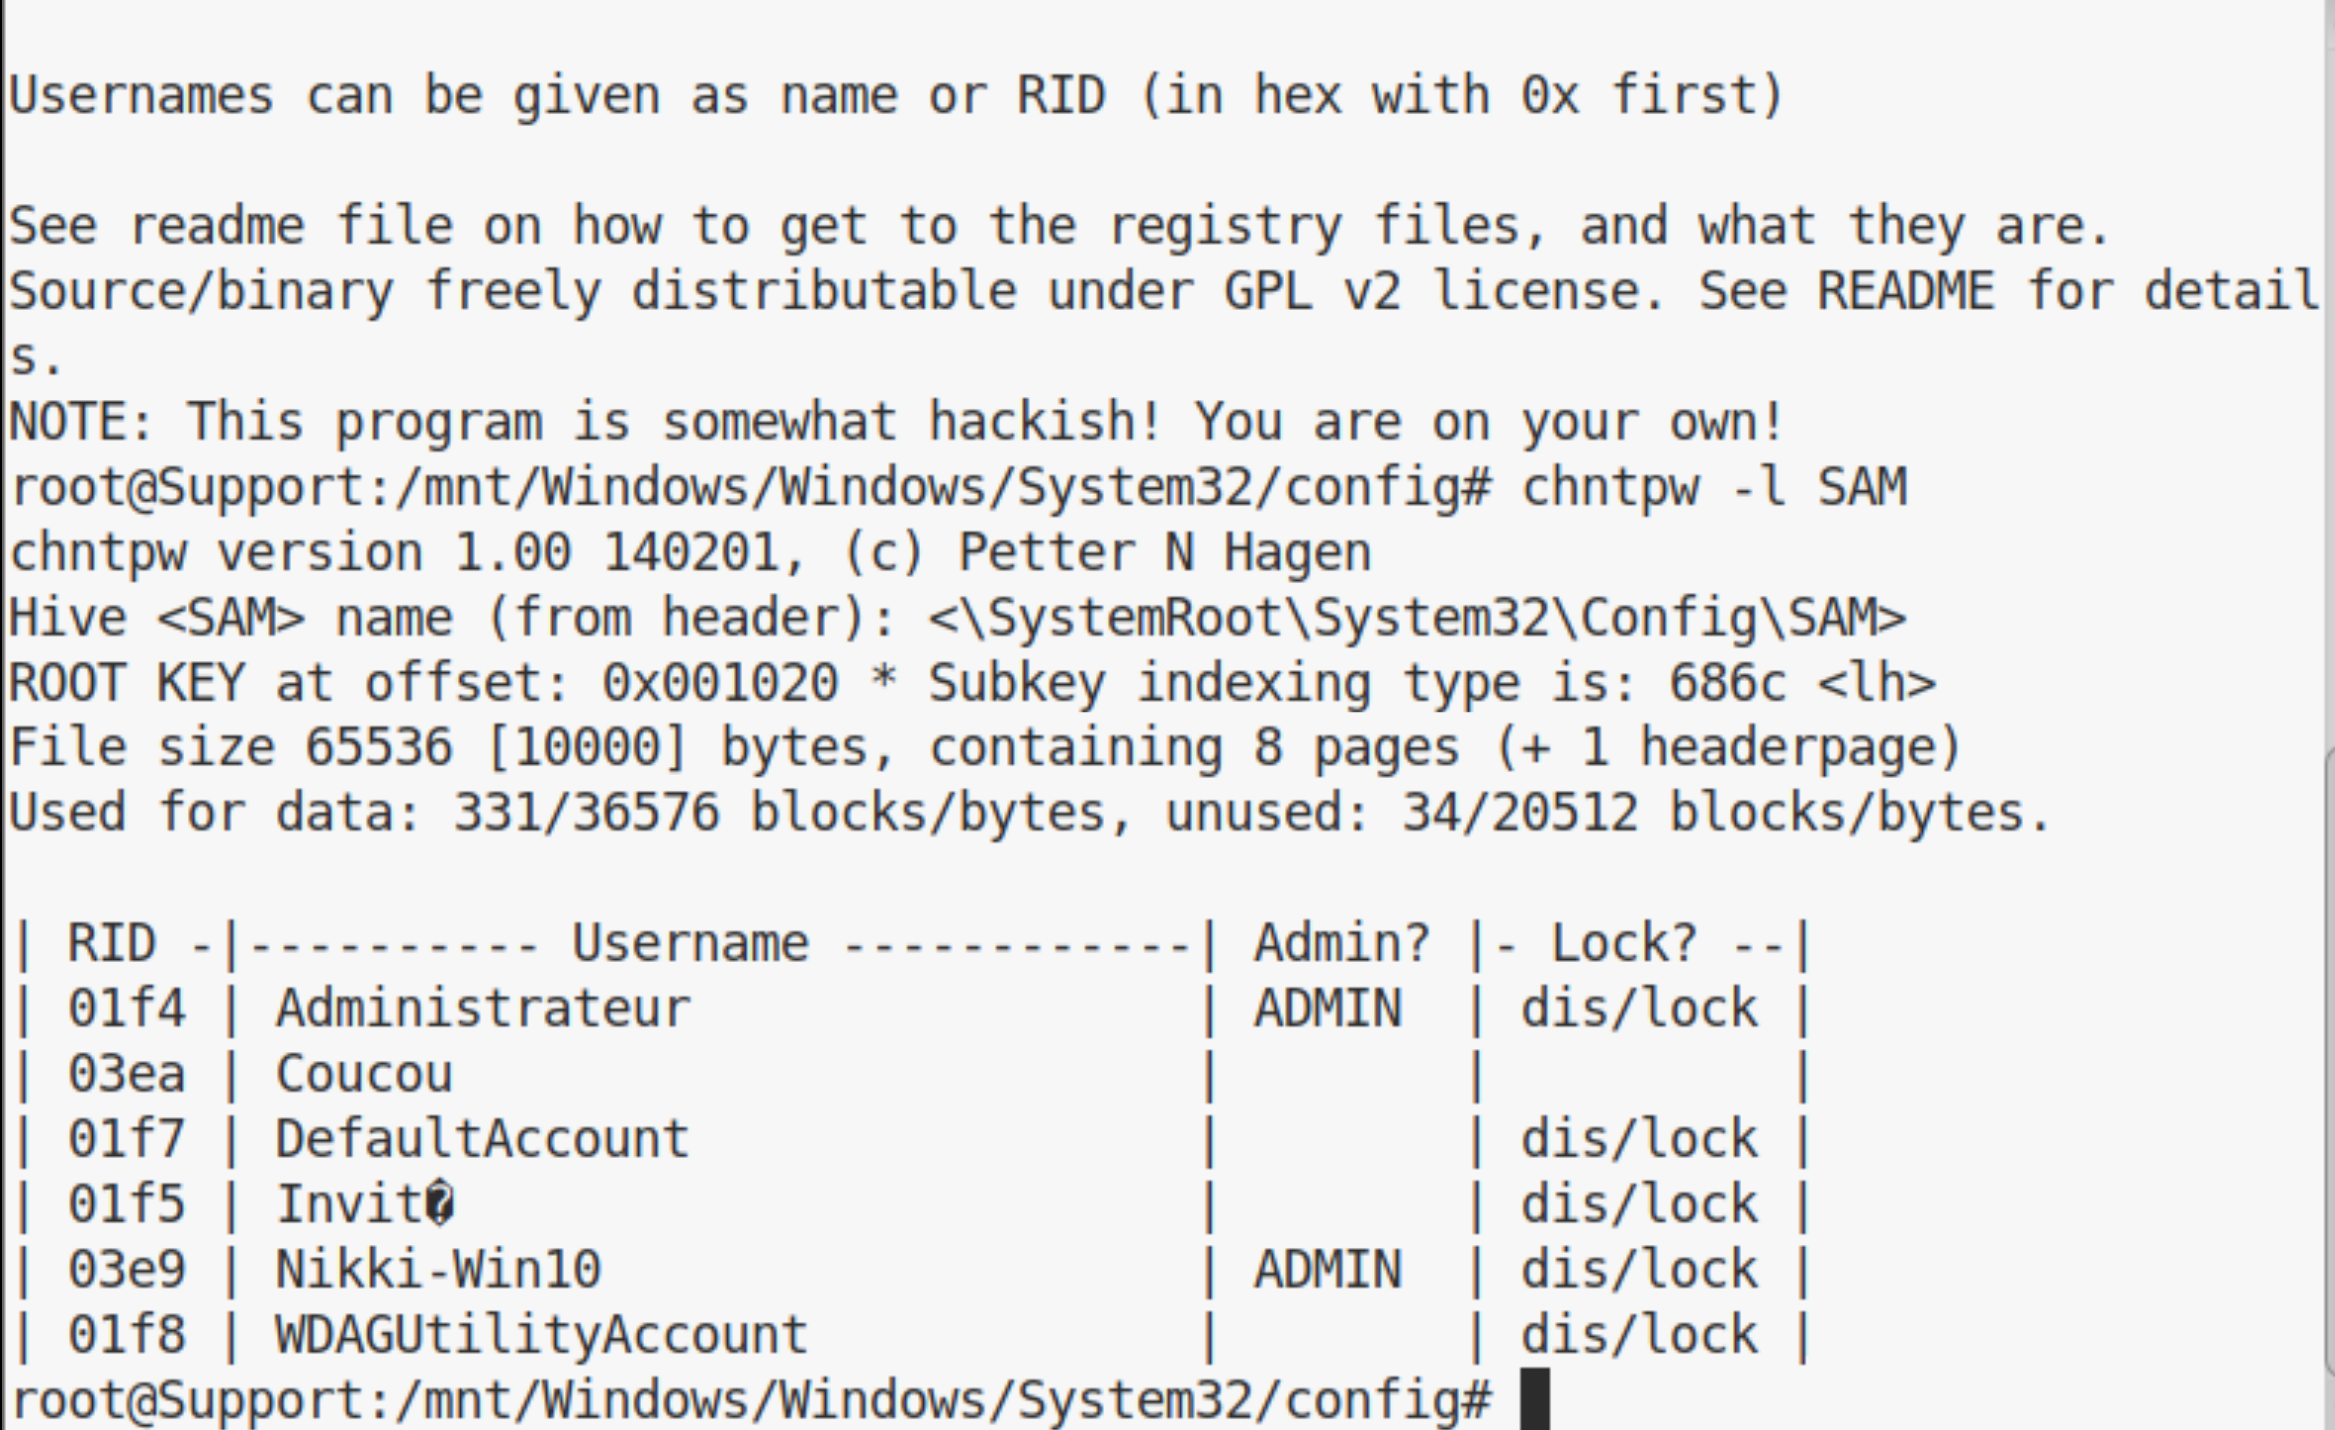 Usernames can be given as name or RID (in hex with 0x first)
See readme file on how to get to the registry files, and what they are.
Source/binary freely distributable under GPL v2 license. See README for detail
s.
NOTE: This program is somewhat hackish! You are on your own!
root@Support:/mnt/Windows/Windows/System32/config# chntpw -l SAM
chntpw version 1.00 140201, (c) Petter N Hagen
Hive <SAM> name (from header): <\SystemRoot\System32\Config\SAM>
ROOT KEY at offset: 0x001020 * Subkey indexing type is: 686c <lh>
File size 65536 [10000] bytes, containing 8 pages (+ 1 headerpage)
Used for data: 331/36576 blocks/bytes, unused: 34/20512 blocks/bytes.
| RID -|---------- Username ------------| Admin? |- Lock? --|
| 01f4 | Administrateur                 | ADMIN  | dis/lock |
| 03ea | Coucou                         |        |          |
| 01f7 | DefaultAccount                 |        | dis/lock |
| 01f5 | Invit�                         |        | dis/lock |
| 03e9 | Nikki-Win10                    | ADMIN  | dis/lock |
| 01f8 | WDAGUtilityAccount             |        | dis/lock |
root@Support:/mnt/Windows/Windows/System32/config#